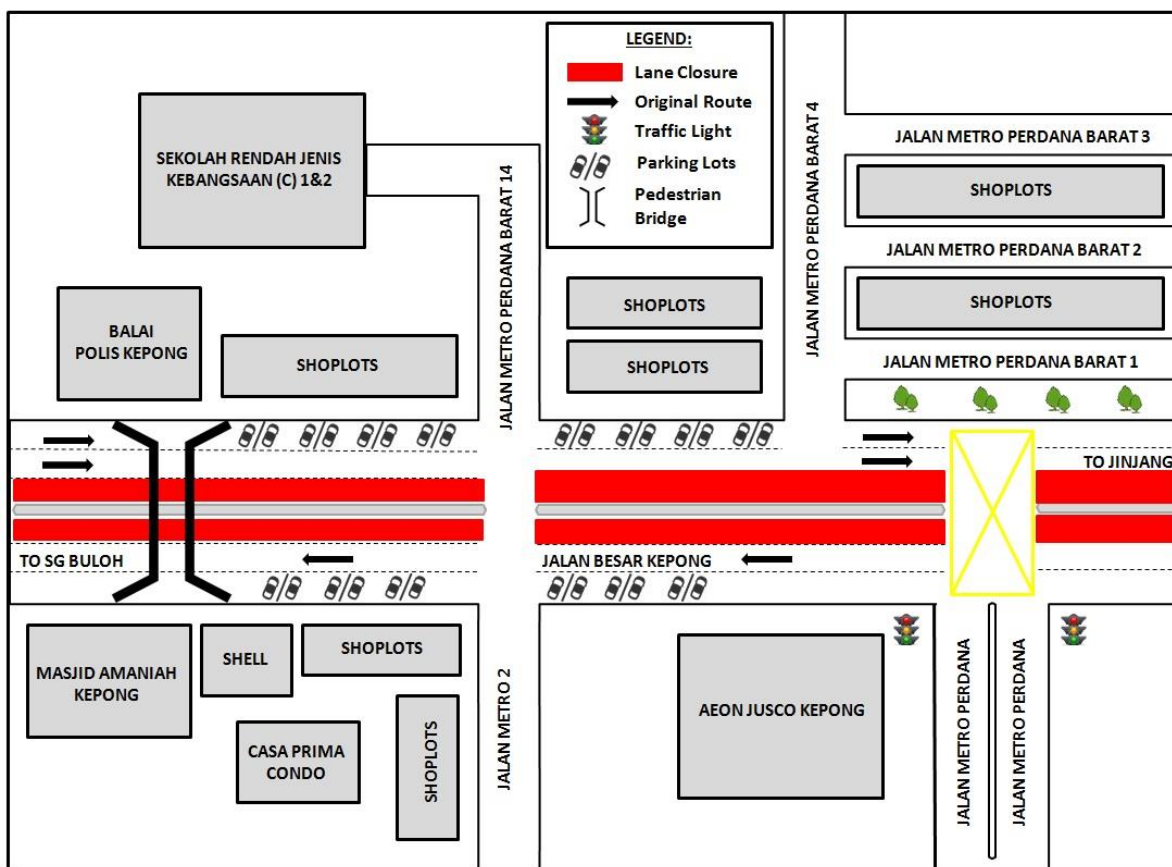 LEGEND:
Lane Closure
Original Route
Traffic Light
Parking Lots
Pedestrian
Bridge
SEKOLAH RENDAH JENIS
KEBANGSAAN (C) 1&2
JALAN METRO PERDANA BARAT 14
JALAN METRO PERDANA BARAT 4
JALAN METRO PERDANA BARAT 3
SHOPLOTS
JALAN METRO PERDANA BARAT 2
SHOPLOTS
JALAN METRO PERDANA BARAT 1
BALAI
POLIS KEPONG
SHOPLOTS
SHOPLOTS
SHOPLOTS
TO JINJANG
TO SG BULOH
JALAN BESAR KEPONG
MASJID AMANIAH
KEPONG
SHELL
SHOPLOTS
CASA PRIMA
CONDO
SHOPLOTS
JALAN METRO 2
AEON JUSCO KEPONG
JALAN METRO PERDANA
JALAN METRO PERDANA